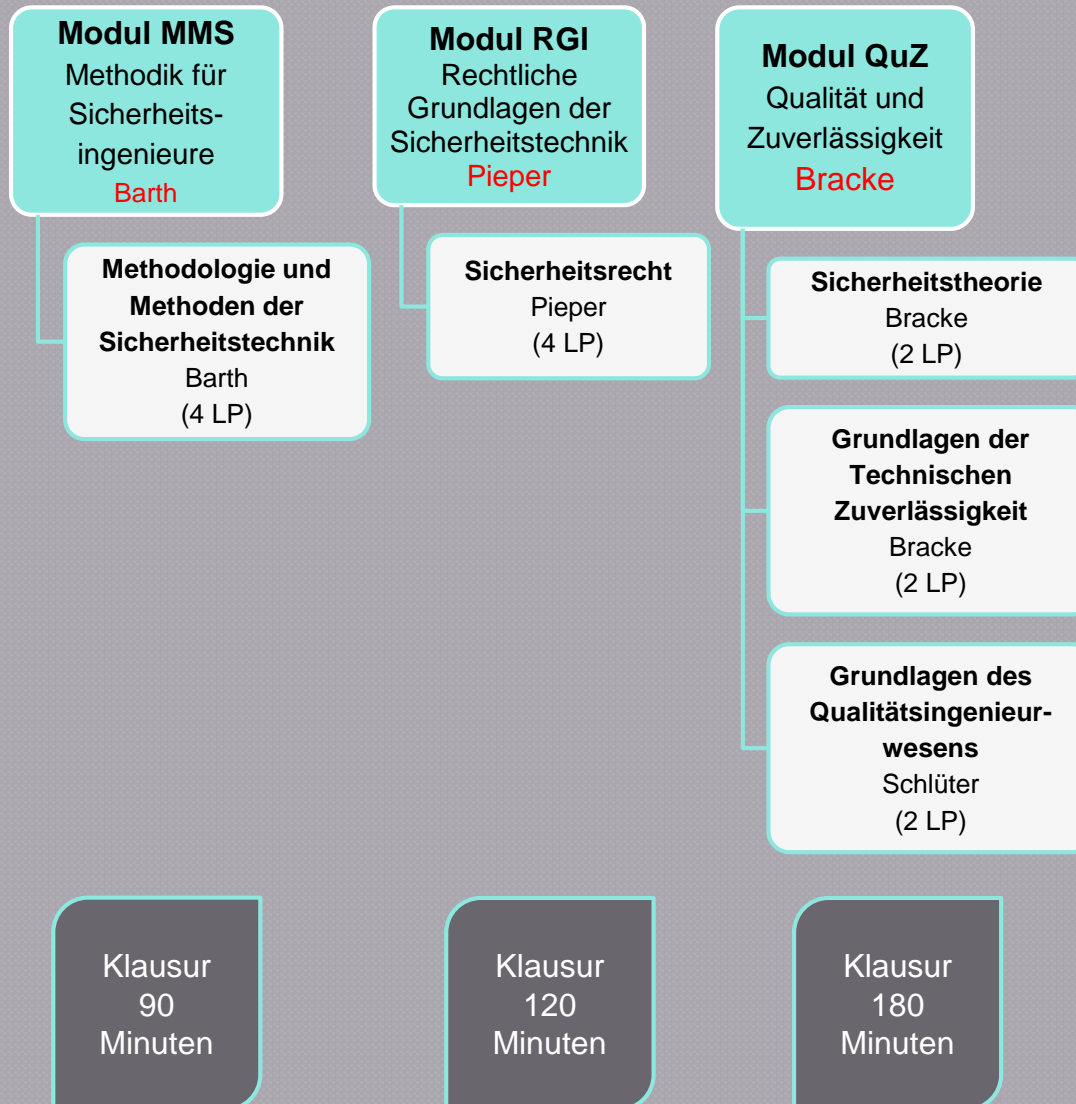 Modul MMS
Methodik für
Sicherheits-
ingenieure
Barth
Methodologie und
Methoden der
Sicherheitstechnik
Barth
(4 LP)
Klausur
90
Minuten
Modul RGl
Rechtliche
Grundlagen der
Sicherheitstechnik
Pieper
Sicherheitsrecht
Pieper
(4 LP)
Klausur
120
Minuten
Modul QuZ
Qualität und
Zuverlässigkeit
Bracke
Sicherheitstheorie
Bracke
(2 LP)
Grundlagen der
Technischen
Zuverlässigkeit
Bracke
(2 LP)
Grundlagen des
Qualitätsingenieur-
wesens
Schlüter
(2 LP)
Klausur
180
Minuten